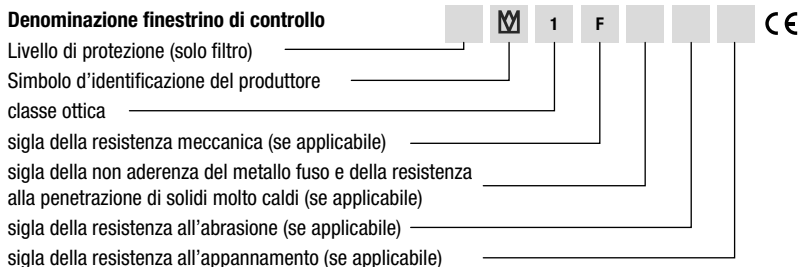 Denominazione finestrino di controllo
1 F CE
Livello di protezione (solo filtro)
Simbolo d'identificazione del produttore
classe ottica
sigla della resistenza meccanica (se applicabile)
sigla della non aderenza del metallo fuso e della resistenza
alla penetrazione di solidi molto caldi (se applicabile)
sigla della resistenza all'abrasione (se applicabile)
sigla della resistenza all'appannamento (se applicabile)